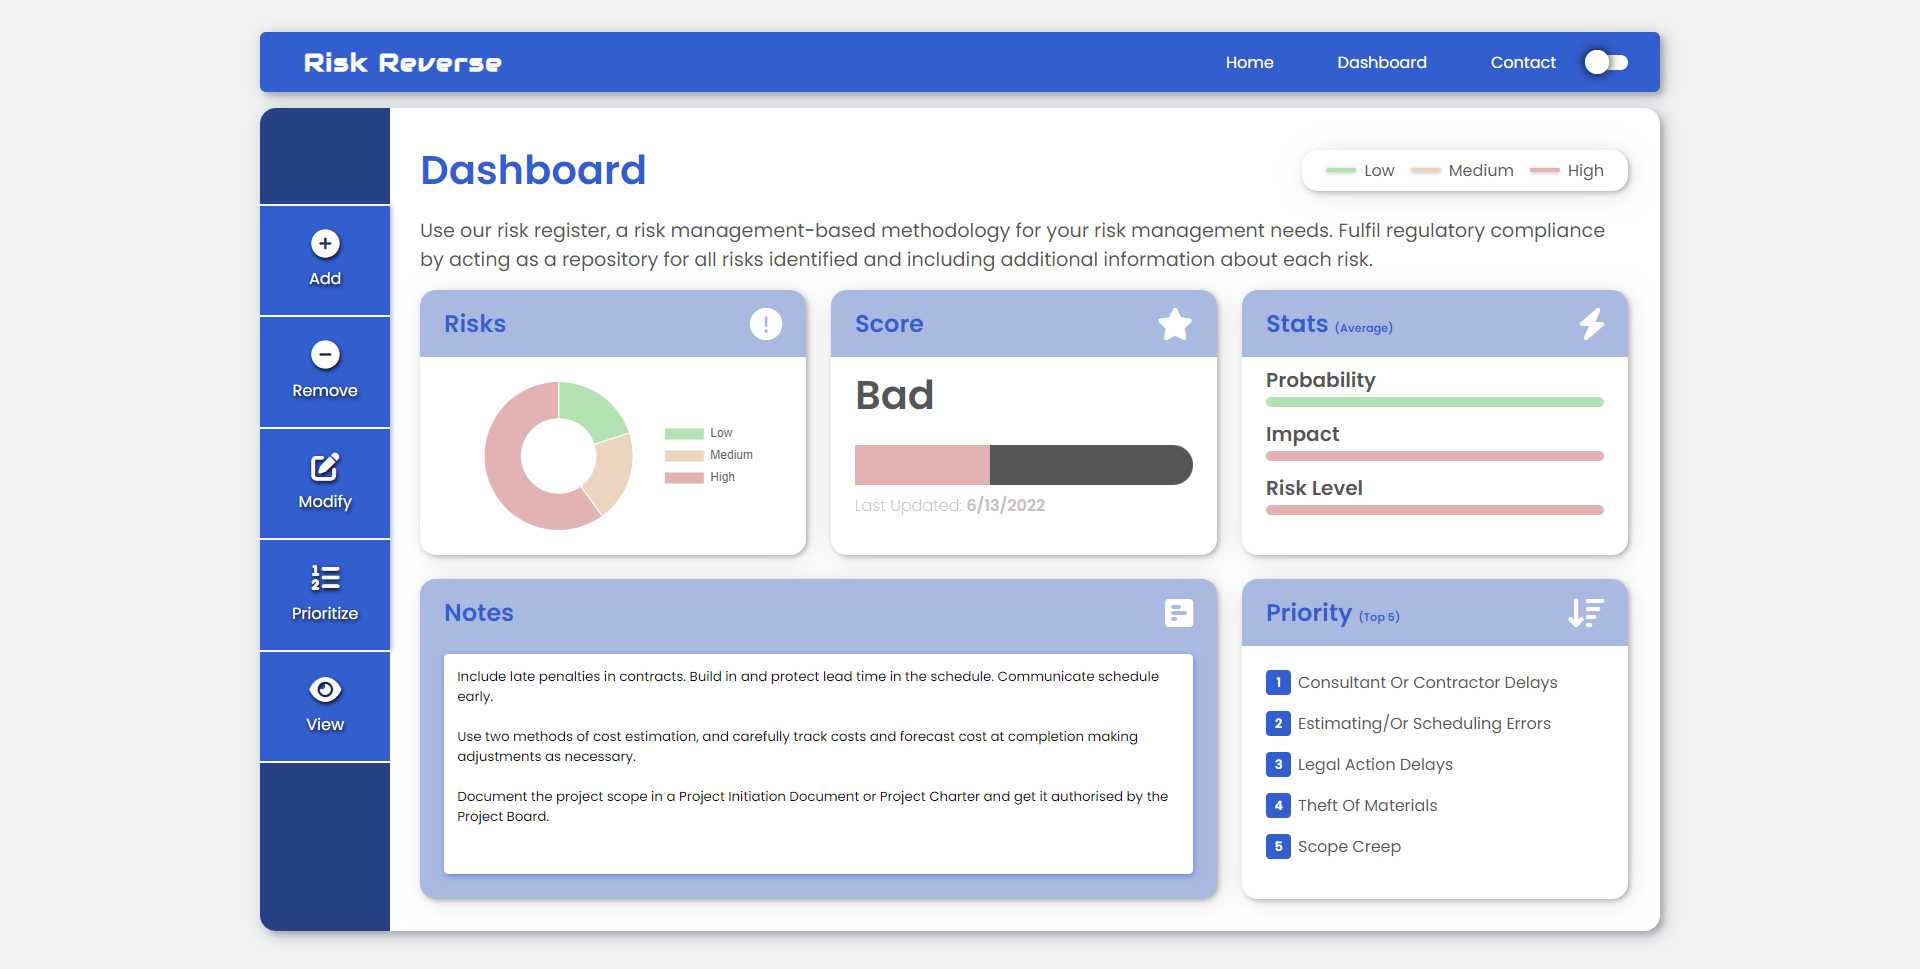 Risk Reverse
Home
Dashboard
Contact
Dashboard
Low
Medium
High
Add
Remove
Modify
Prioritize
View
Use our risk register, a risk management-based methodology for your risk management needs. Fulfil regulatory compliance
by acting as a repository for all risks identified and including additional information about each risk.
Risks
Low
Medium
High
Score
Bad
Last Updated: 6/13/2022
Stats (Average)
Probability
Impact
Risk Level
Notes
Include late penalties in contracts. Build in and protect lead time in the schedule. Communicate schedule
early.
Use two methods of cost estimation, and carefully track costs and forecast cost at completion making
adjustments as necessary.
Document the project scope in a Project Initiation Document or Project Charter and get it authorised by the
Project Board.
Priority (Top 5)
1 Consultant Or Contractor Delays
2 Estimating/Or Scheduling Errors
3 Legal Action Delays
4 Theft Of Materials
5 Scope Creep